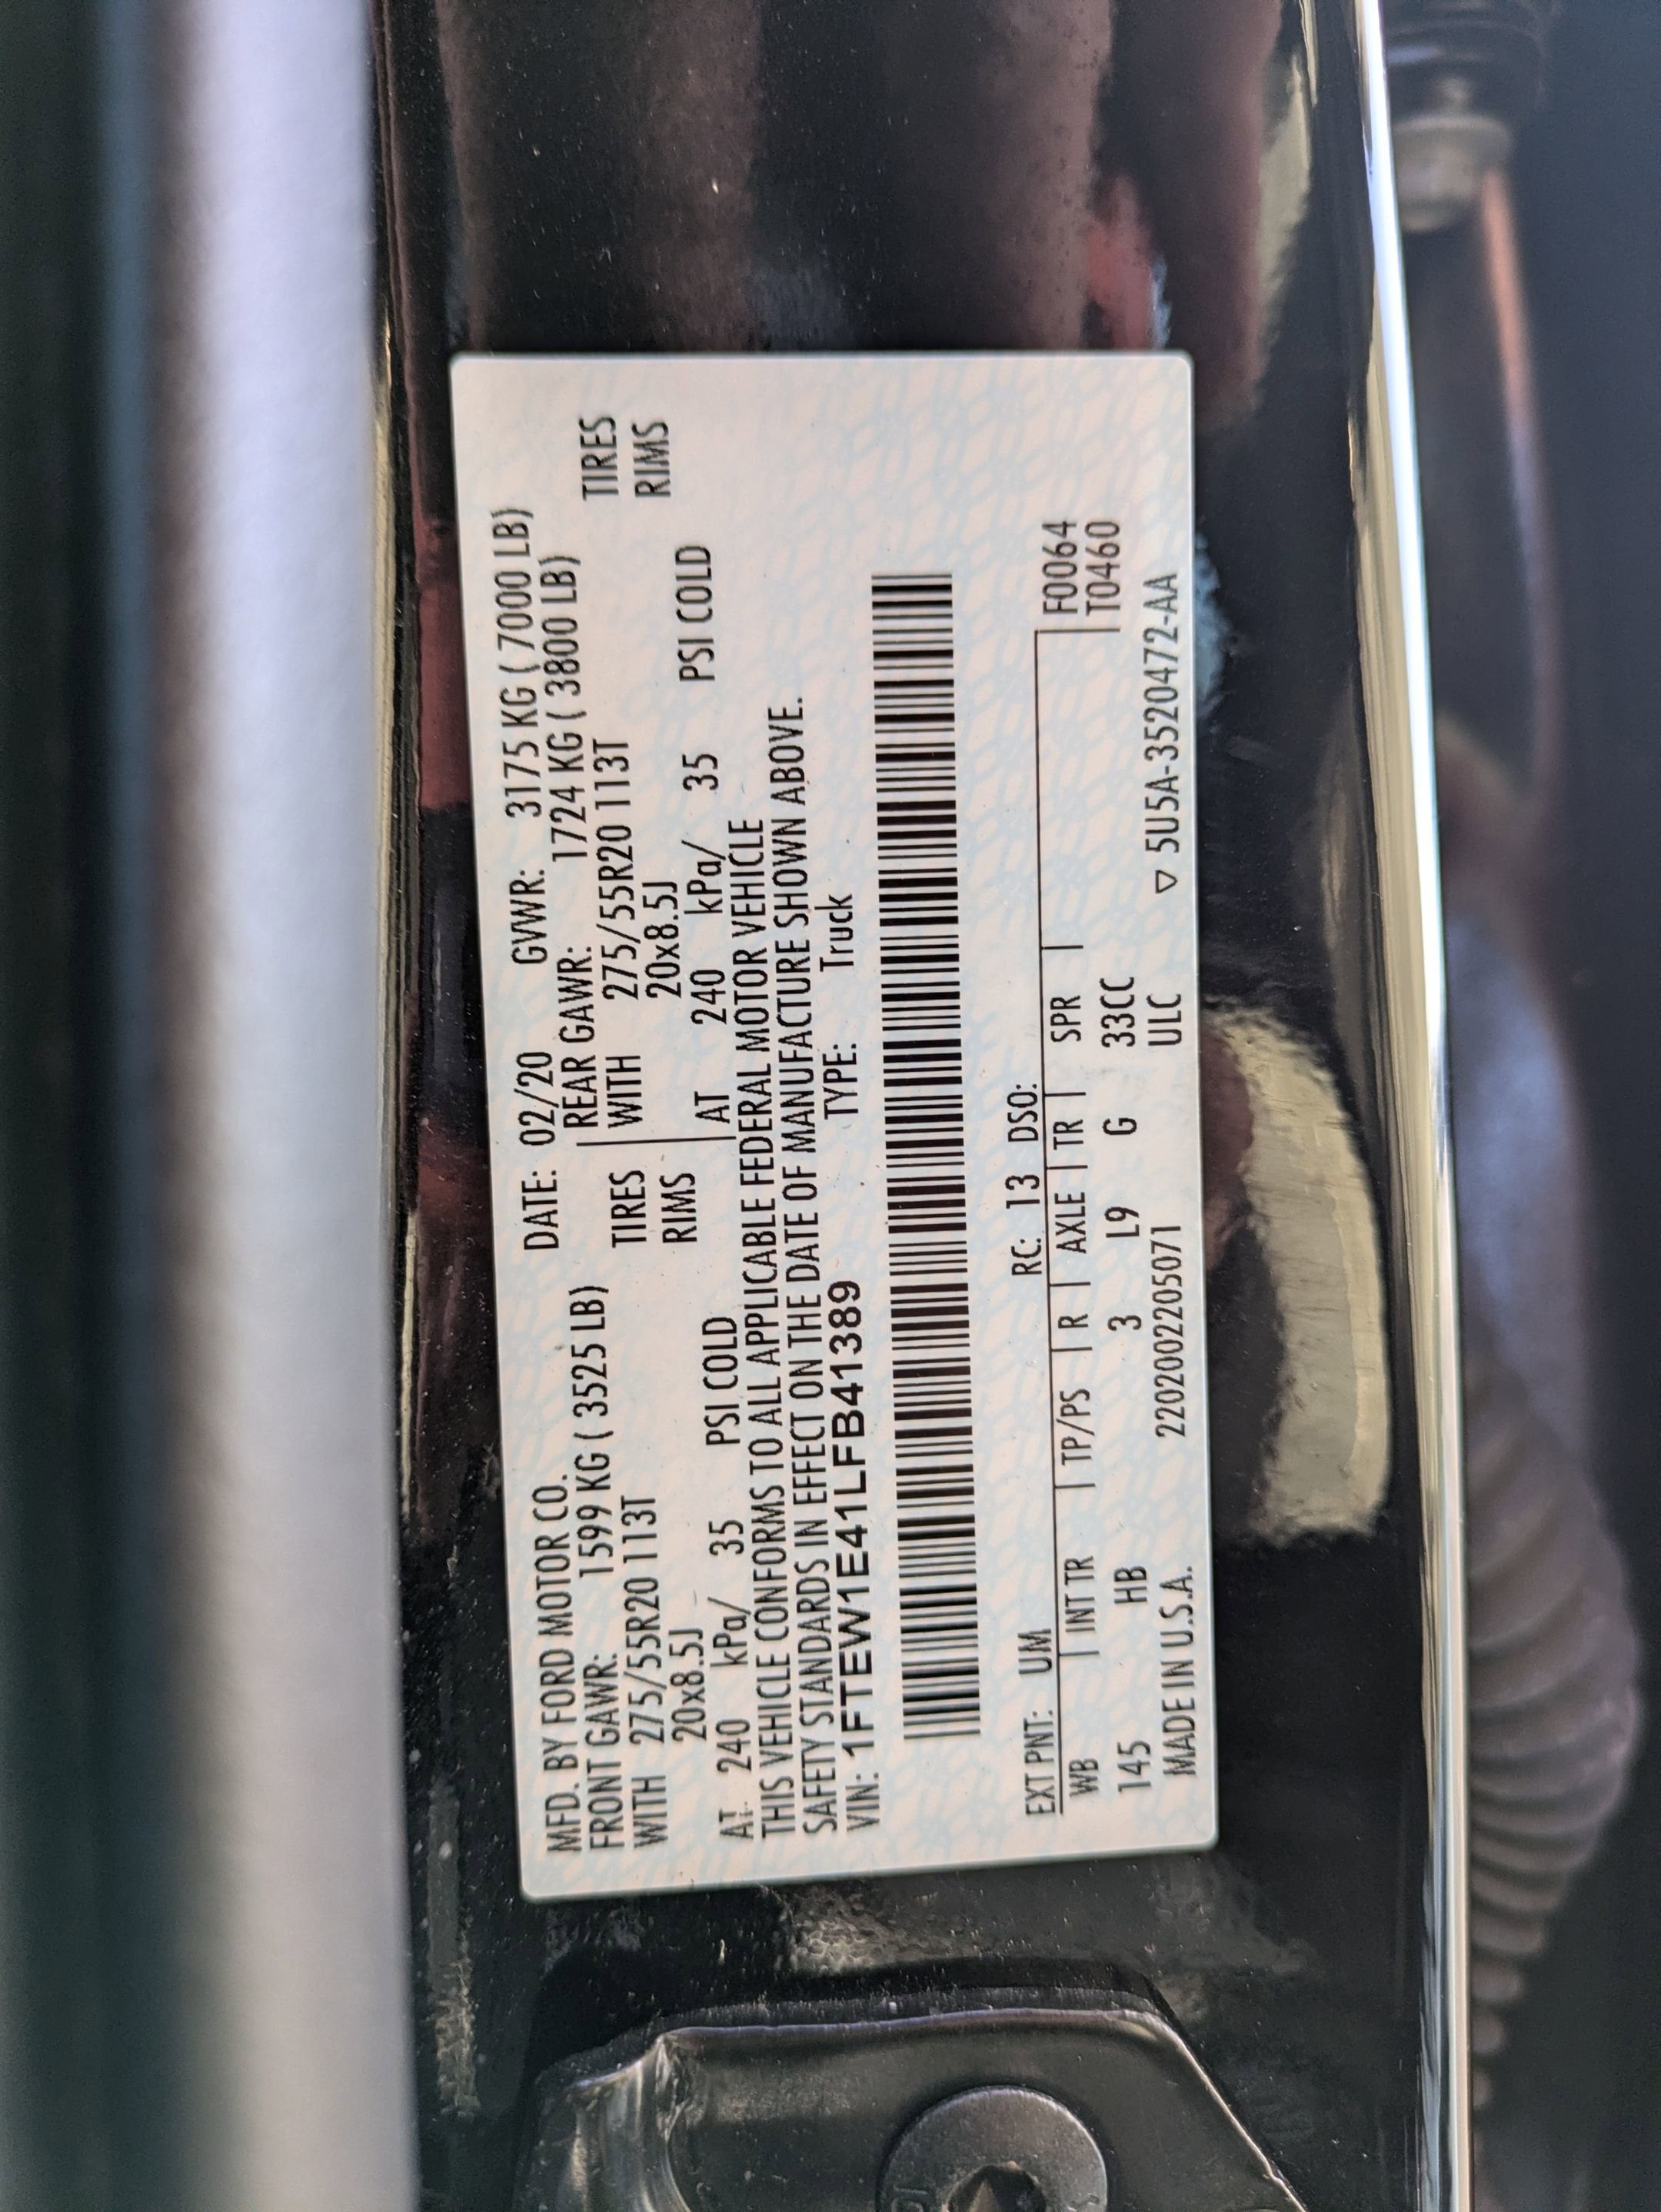 MFD. BY FORD MOTOR CO. DATE: 02/20 GVWR: 3175 KG ( 7000 LB)
FRONT GAWR: 1599 KG ( 3525 LB) REAR GAWR: 1724 KG ( 3800 LB)
WITH 275/55R20 113T TIRES WITH 275/55R20 113T TIRES
20x8.5J RIMS 20x8.5J RIMS
AT 240 kPa/ 35 PSI COLD AT 240 kPa/ 35 PSI COLD
THIS VEHICLE CONFORMS TO ALL APPLICABLE FEDERAL MOTOR VEHICLE
SAFETY STANDARDS IN EFFECT ON THE DATE OF MANUFACTURE SHOWN ABOVE.
VIN: 1FTEW1E41LFB41389 TYPE: Truck
EXT PNT: UM RC: 13 DSO:
WB INT TR TP/PS R AXLE TR SPR F0064
145 HB 3 L9 G 33CC T0460
MADE IN U.S.A. 2202002205071 ULC
▽ 5U5A-3520472-AA